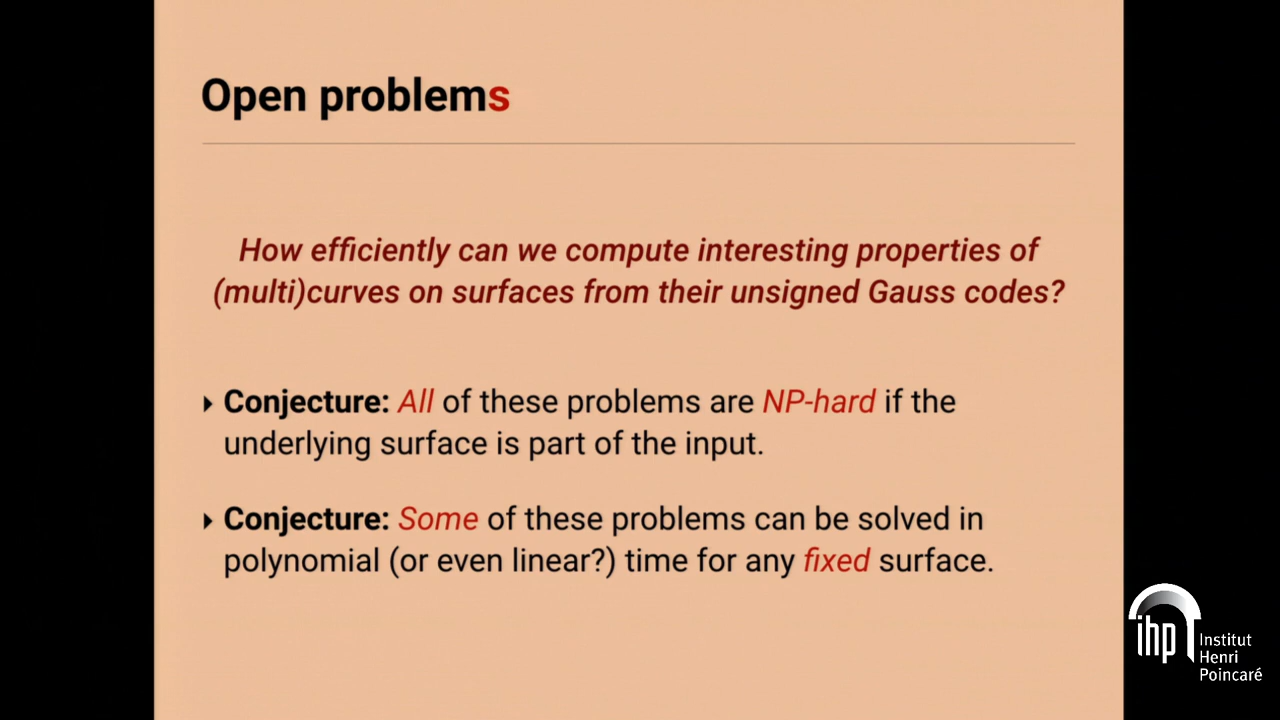 Open problems
How efficiently can we compute interesting properties of
(multi)curves on surfaces from their unsigned Gauss codes?
Conjecture: All of these problems are NP-hard if the
underlying surface is part of the input.
Conjecture: Some of these problems can be solved in
polynomial (or even linear?) time for any fixed surface.
ihp
Institut
Henri
Poincaré